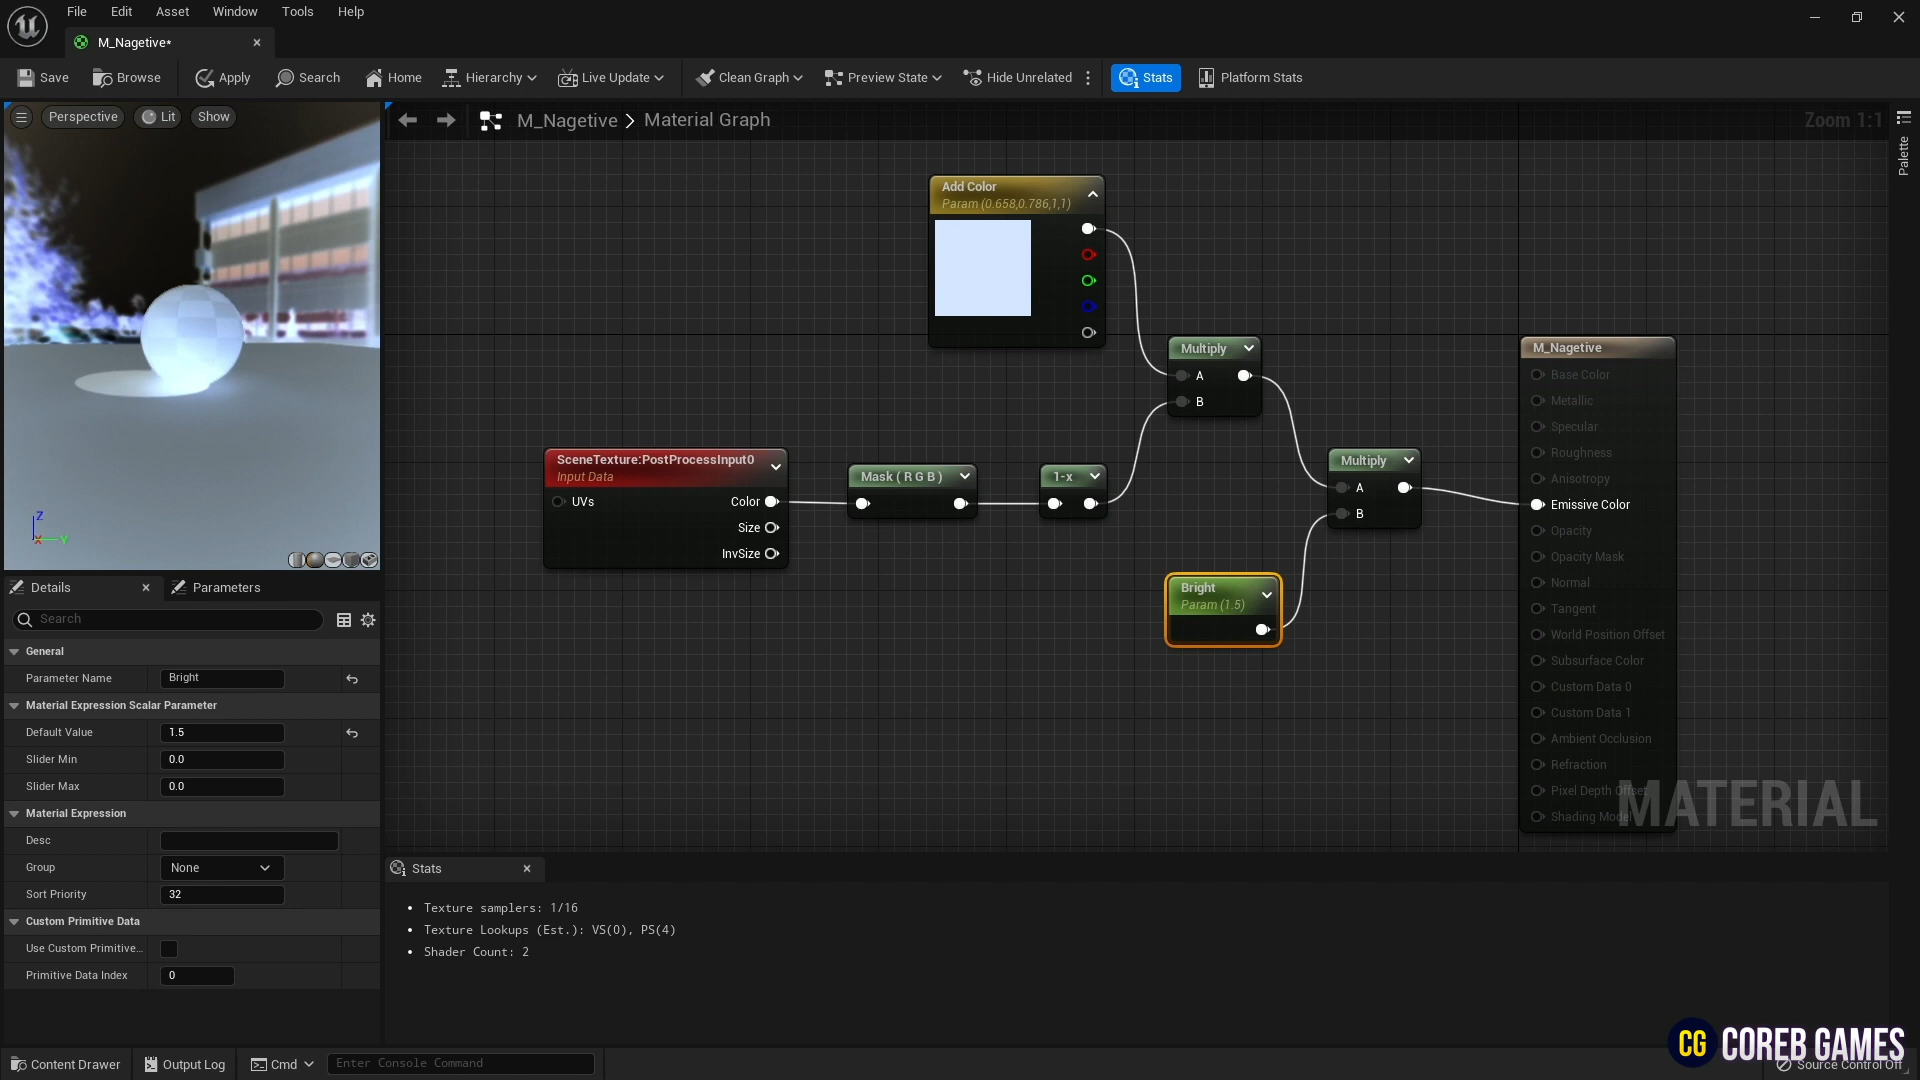 File Edit Asset Window Tools Help
M_Nagetive*
Save Browse Apply Search Home Hierarchy Live Update Clean Graph Preview State Hide Unrelated Stats Platform Stats
Perspective Lit Show
M_Nagetive > Material Graph
Zoom 1:1
Palette
Add Color
Param (0.658,0.786,1,1)
Multiply
A
B
M_Nagetive
Base Color
Metallic
Specular
Roughness
Anisotropy
Emissive Color
Opacity
Opacity Mask
Normal
Tangent
World Position Offset
Subsurface Color
Custom Data 0
Custom Data 1
Ambient Occlusion
Refraction
Pixel Depth Offset
Shading Model
MATERIAL
SceneTexture:PostProcessInput0
Input Data
UVs Color
Size
InvSize
Mask ( R G B )
1-x
Multiply
A
B
Bright
Param (1.5)
Z
X Y
Details Parameters
Search
General
Parameter Name Bright
Material Expression Scalar Parameter
Default Value 1.5
Slider Min 0.0
Slider Max 0.0
Material Expression
Desc
Group None
Sort Priority 32
Custom Primitive Data
Use Custom Primitive...
Primitive Data Index 0
Stats
• Texture samplers: 1/16
• Texture Lookups (Est.): VS(0), PS(4)
• Shader Count: 2
CG COREB GAMES
Content Drawer Output Log Cmd Enter Console Command Source Control Off